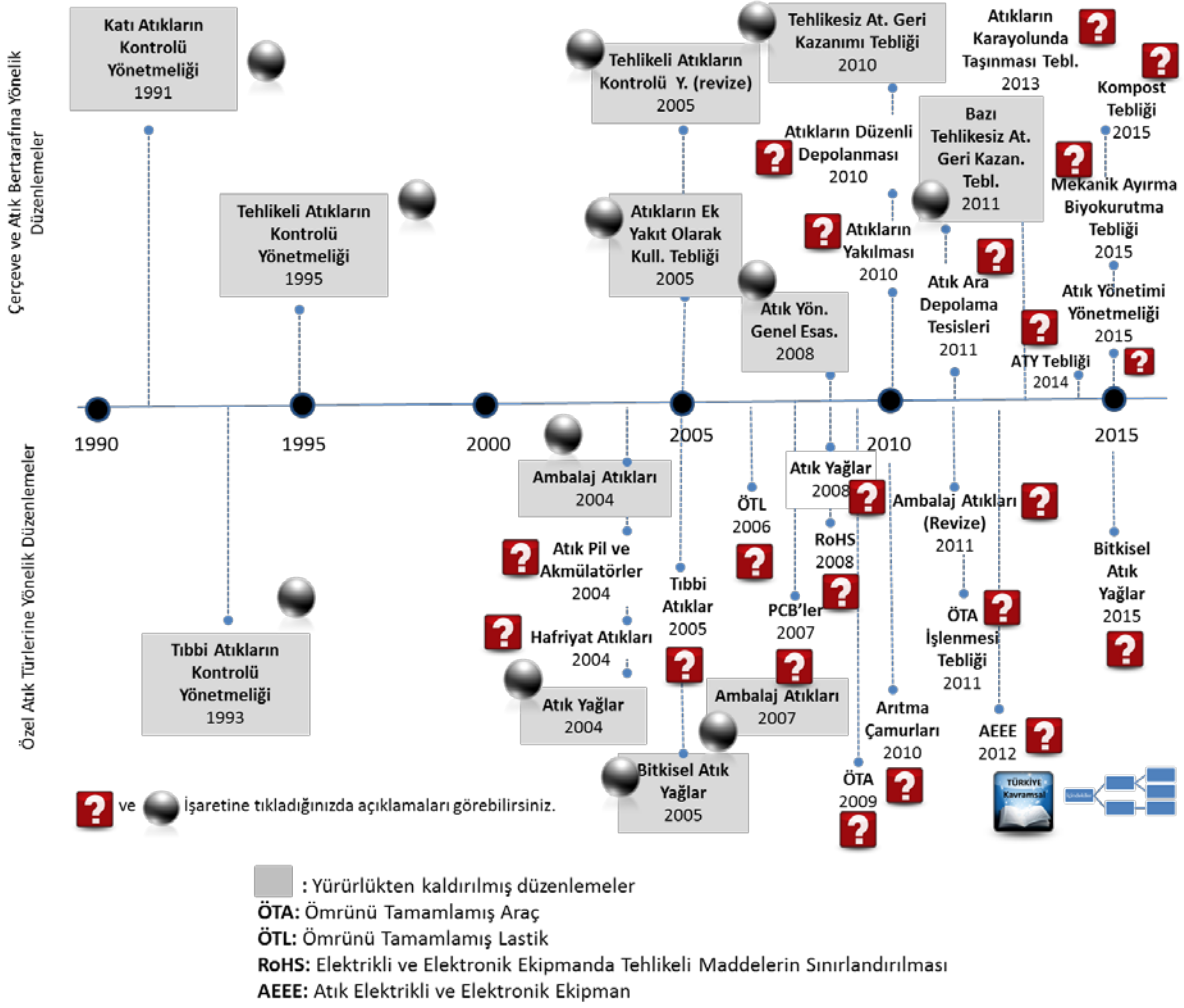 Çerçeve ve Atık Bertarafına Yönelik
Düzenlemeler
Katı Atıkların
Kontrolü
Yönetmeliği
1991
Tehlikeli Atıkların
Kontrolü
Yönetmeliği
1995
Tehlikeli Atıkların
Kontrolü Y. (revize)
2005
Atıkların Ek
Yakıt Olarak
Kull. Tebliği
2005
Atık Yön.
Genel Esas.
2008
Tehlikesiz At. Geri
Kazanımı Tebliği
2010
Atıkların Düzenli
Depolanması
2010
Atıkların
Yakılması
2010
Atıkların
Karayolunda
Taşınması Tebl.
2013
Bazı
Tehlikesiz At.
Geri Kazan.
Tebl.
2011
Atık Ara
Depolama
Tesisleri
2011
Kompost
Tebliği
2015
Mekanik Ayırma
Biyokurutma
Tebliği
2015
Atık Yönetimi
Yönetmeliği
2015
ATY Tebliği
2014
1990
1995
2000
2005
2010
2015
Özel Atık Türlerine Yönelik Düzenlemeler
Tıbbi Atıkların
Kontrolü
Yönetmeliği
1993
Ambalaj Atıkları
2004
Atık Pil ve
Akmülatörler
2004
Hafriyat Atıkları
2004
Atık Yağlar
2004
Tıbbi
Atıklar
2005
Bitkisel Atık
Yağlar
2005
ÖTL
2006
PCB'ler
2007
Ambalaj Atıkları
2007
Atık Yağlar
2008
RoHS
2008
ÖTA
2009
Arıtma
Çamurları
2010
Ambalaj Atıkları
(Revize)
2011
ÖTA
İşlenmesi
Tebliği
2011
AEEE
2012
Bitkisel
Atık
Yağlar
2015
TÜRKİYE
Kavramsal
? ve İşaretine tıkladığınızda açıklamaları görebilirsiniz.
: Yürürlükten kaldırılmış düzenlemeler
ÖTA: Ömrünü Tamamlamış Araç
ÖTL: Ömrünü Tamamlamış Lastik
RoHS: Elektrikli ve Elektronik Ekipmanda Tehlikeli Maddelerin Sınırlandırılması
AEEE: Atık Elektrikli ve Elektronik Ekipman